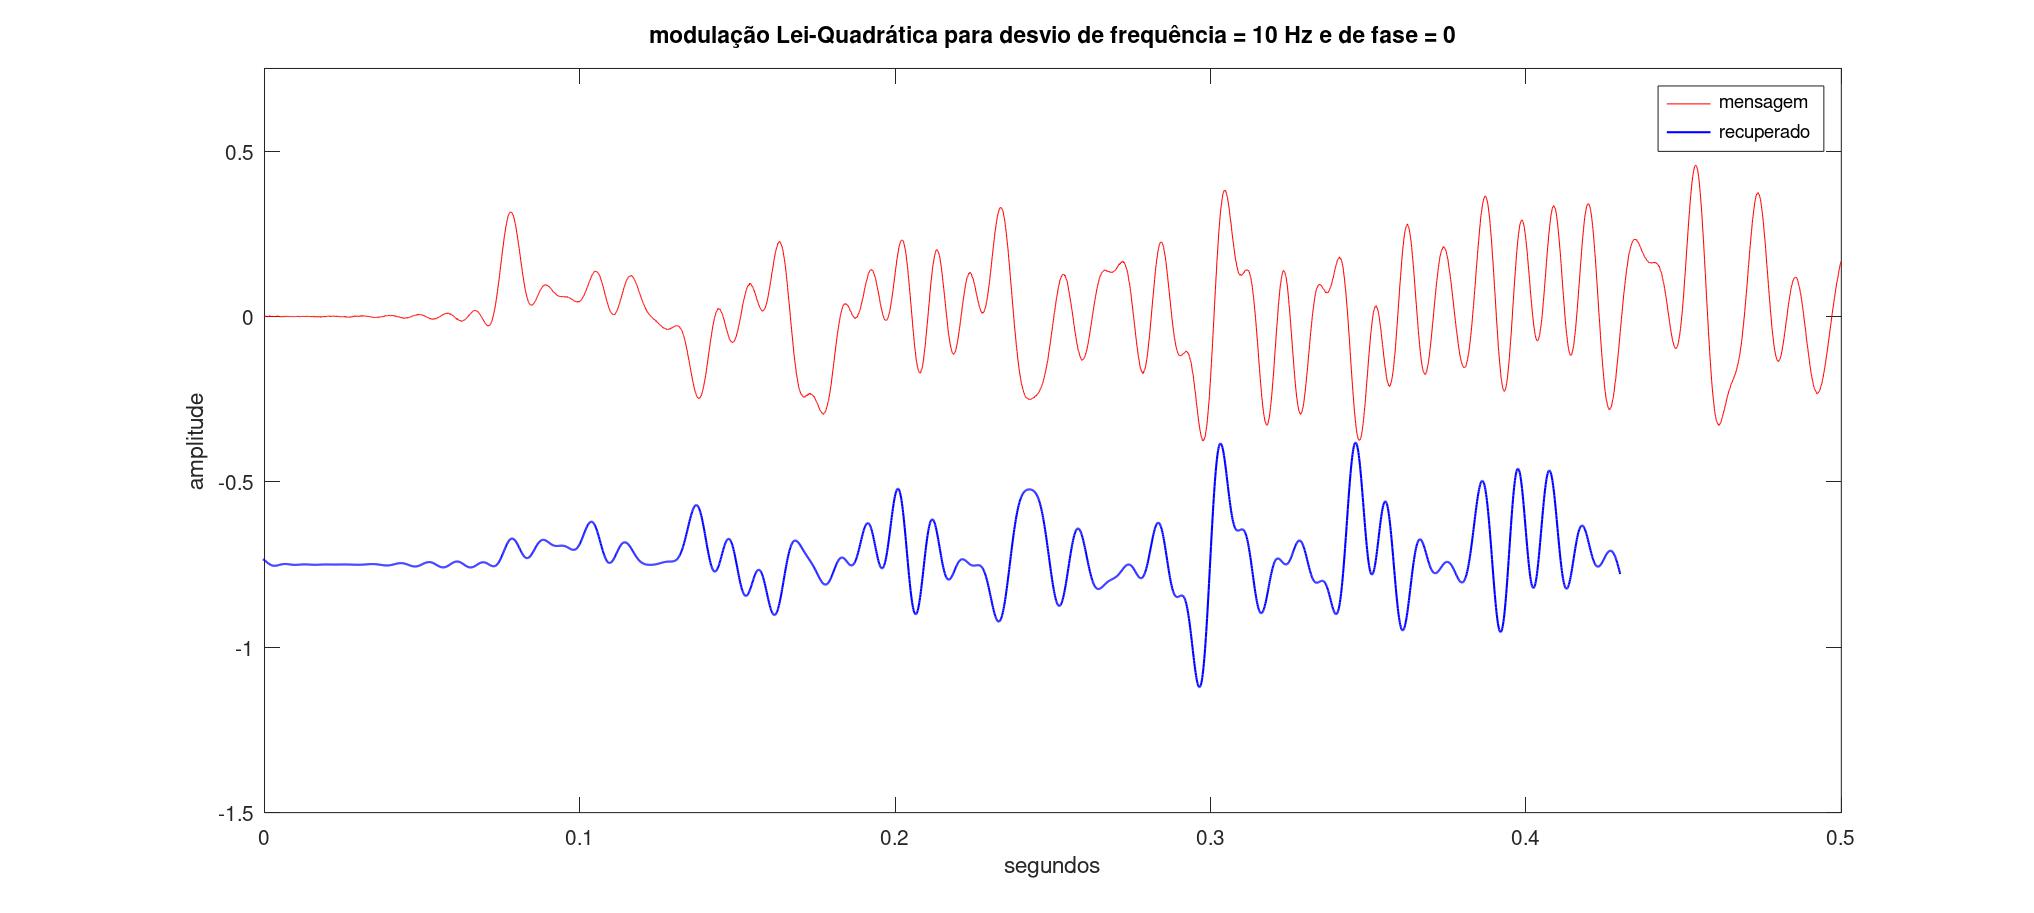 modulação Lei-Quadrática para desvio de frequência = 10 Hz e de fase = 0
mensagem
recuperado
0.5
0
-0.5
-1
-1.5
amplitude
0
0.1
0.2
0.3
0.4
0.5
segundos